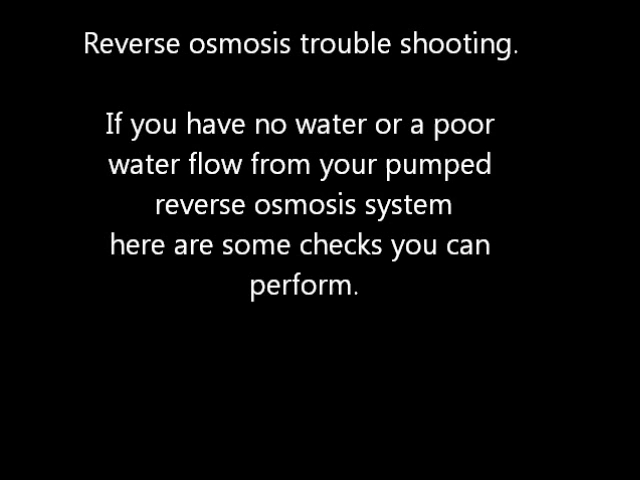 Reverse osmosis trouble shooting.
If you have no water or a poor
water flow from your pumped
reverse osmosis system
here are some checks you can
perform.